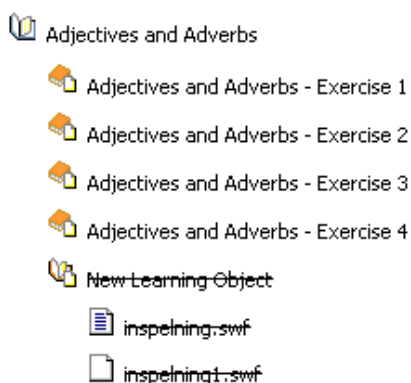 Adjectives and Adverbs
Adjectives and Adverbs - Exercise 1
Adjectives and Adverbs - Exercise 2
Adjectives and Adverbs - Exercise 3
Adjectives and Adverbs - Exercise 4
New Learning Object
inspelning.swf
inspelning1.swf